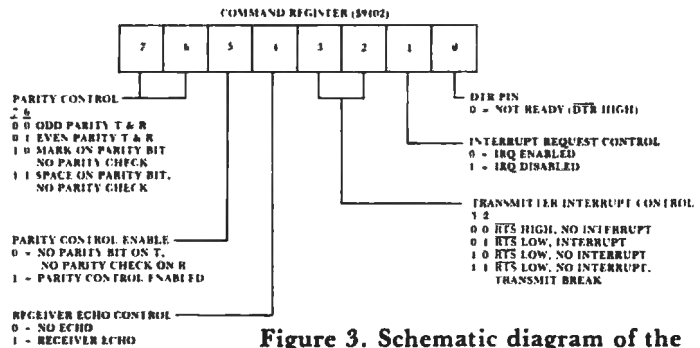 COMMAND REGISTER ($9402)
7 6 5 4 3 2 1 0
PARITY CONTROL
7 6
0 0 ODD PARITY T & R
0 1 EVEN PARITY T & R
1 0 MARK ON PARITY BIT
NO PARITY CHECK
1 1 SPACE ON PARITY BIT,
NO PARITY CHECK
PARITY CONTROL ENABLE
0 = NO PARITY BIT ON T,
NO PARITY CHECK ON R
1 = PARITY CONTROL ENABLED
RECEIVER ECHO CONTROL
0 = NO ECHO
1 = RECEIVER ECHO
DTR PIN
0 = NOT READY (DTR HIGH)
INTERRUPT REQUEST CONTROL
0 = IRQ ENABLED
1 = IRQ DISABLED
TRANSMITTER INTERRUPT CONTROL
3 2
0 0 RTS HIGH, NO INTERRUPT
0 1 RTS LOW, INTERRUPT
1 0 RTS LOW, NO INTERRUPT
1 1 RTS LOW, NO INTERRUPT,
TRANSMIT BREAK
Figure 3. Schematic diagram of the